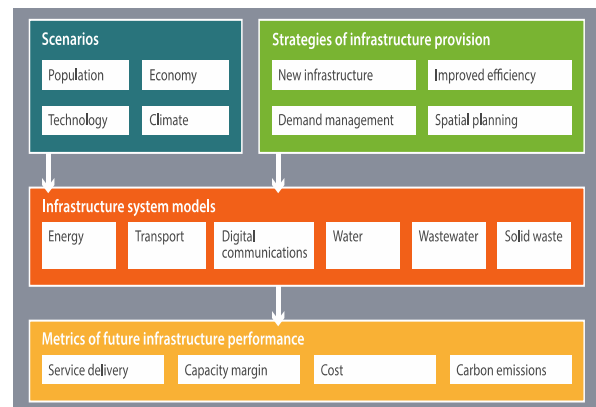 Scenarios
Population
Economy
Technology
Climate
Strategies of infrastructure provision
New infrastructure
Improved efficiency
Demand management
Spatial planning
Infrastructure system models
Energy
Transport
Digital
communications
Water
Wastewater
Solid waste
Metrics of future infrastructure performance
Service delivery
Capacity margin
Cost
Carbon emissions